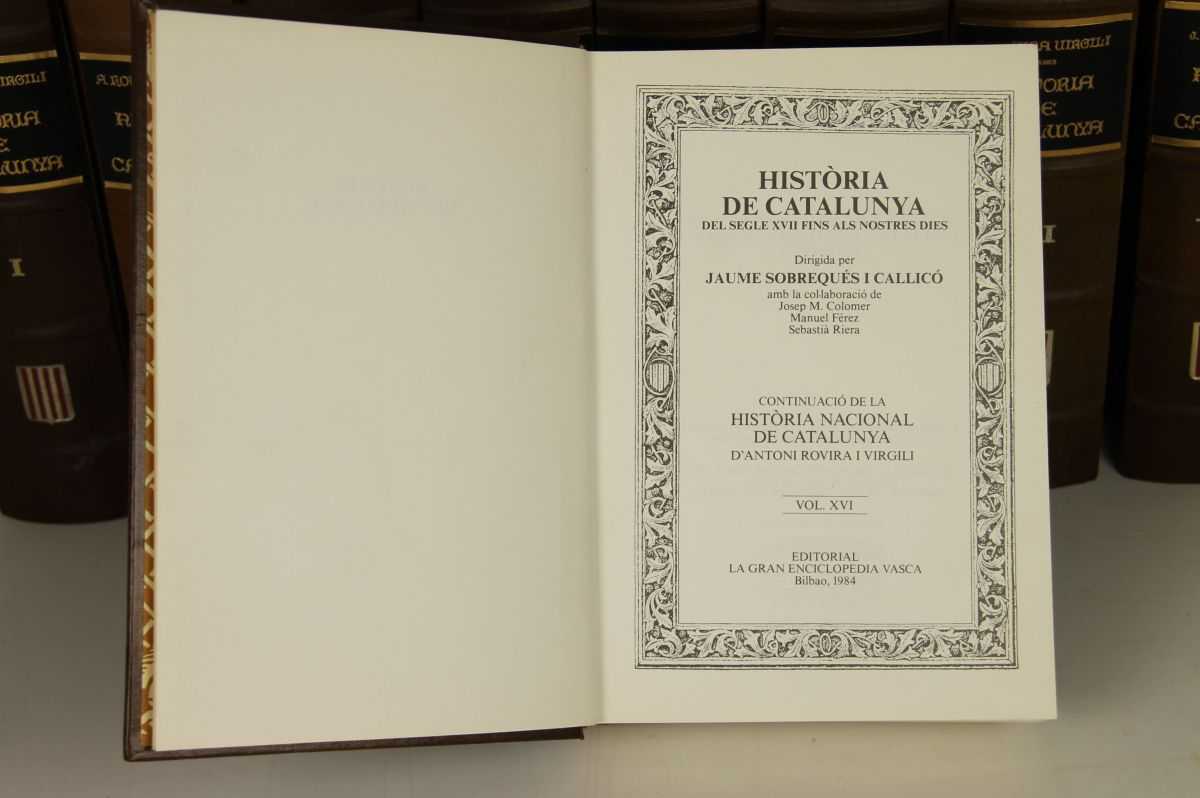 HISTÒRIA
DE CATALUNYA
DEL SEGLE XVII FINS ALS NOSTRES DIES
Dirigida per
JAUME SOBREQUÉS I CALLICÓ
amb la col·laboració de
Josep M. Colomer
Manuel Férez
Sebastià Riera
CONTINUACIÓ DE LA
HISTÒRIA NACIONAL
DE CATALUNYA
D'ANTONI ROVIRA I VIRGILI
VOL. XVI
EDITORIAL
LA GRAN ENCICLOPEDIA VASCA
Bilbao, 1984
I
VIRGILI